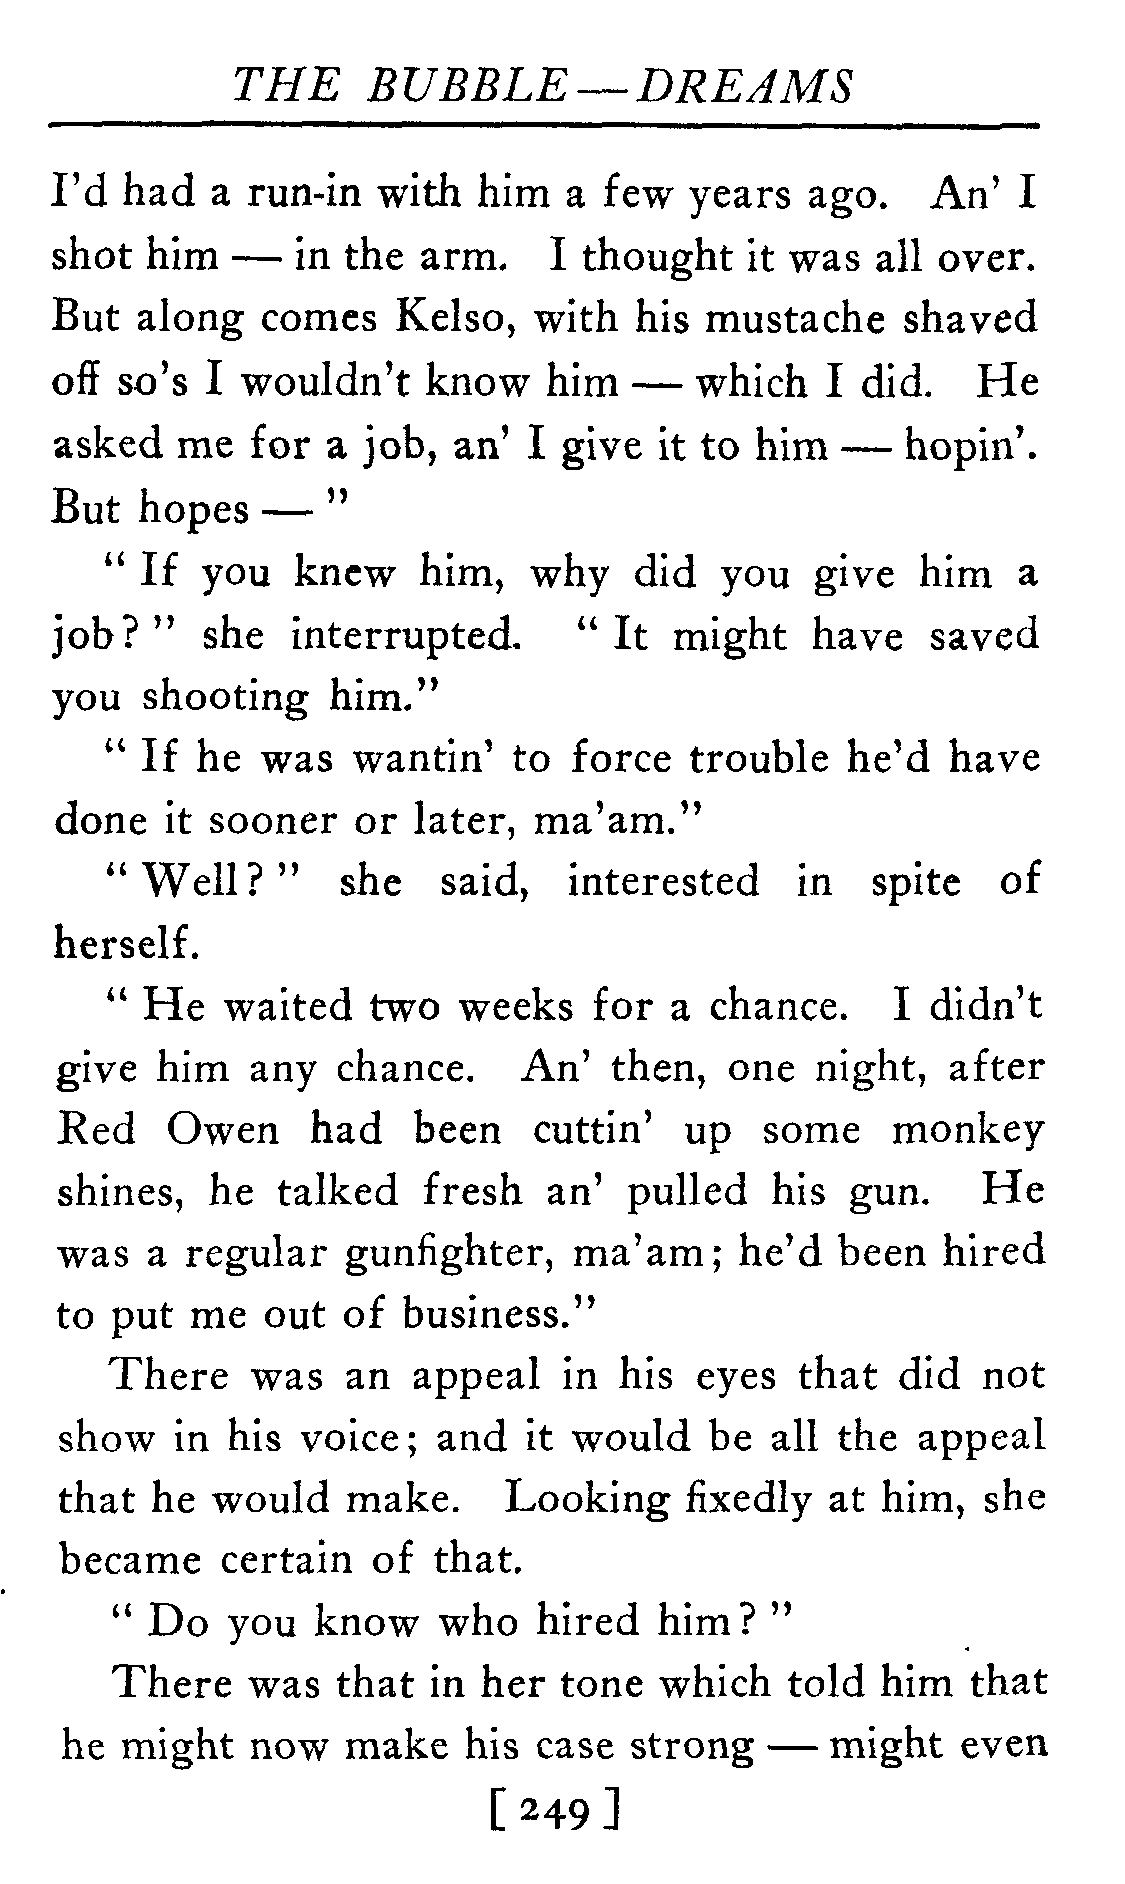 THE BUBBLE—DREAMS
I'd had a run-in with him a few years ago. An' I
shot him — in the arm. I thought it was all over.
But along comes Kelso, with his mustache shaved
off so's I wouldn't know him — which I did. He
asked me for a job, an' I give it to him — hopin'.
But hopes — "
" If you knew him, why did you give him a
job? " she interrupted. " It might have saved
you shooting him."
" If he was wantin' to force trouble he'd have
done it sooner or later, ma'am."
" Well? " she said, interested in spite of
herself.
" He waited two weeks for a chance. I didn't
give him any chance. An' then, one night, after
Red Owen had been cuttin' up some monkey
shines, he talked fresh an' pulled his gun. He
was a regular gunfighter, ma'am; he'd been hired
to put me out of business."
There was an appeal in his eyes that did not
show in his voice; and it would be all the appeal
that he would make. Looking fixedly at him, she
became certain of that.
" Do you know who hired him? "
There was that in her tone which told him that
he might now make his case strong — might even
[ 249 ]